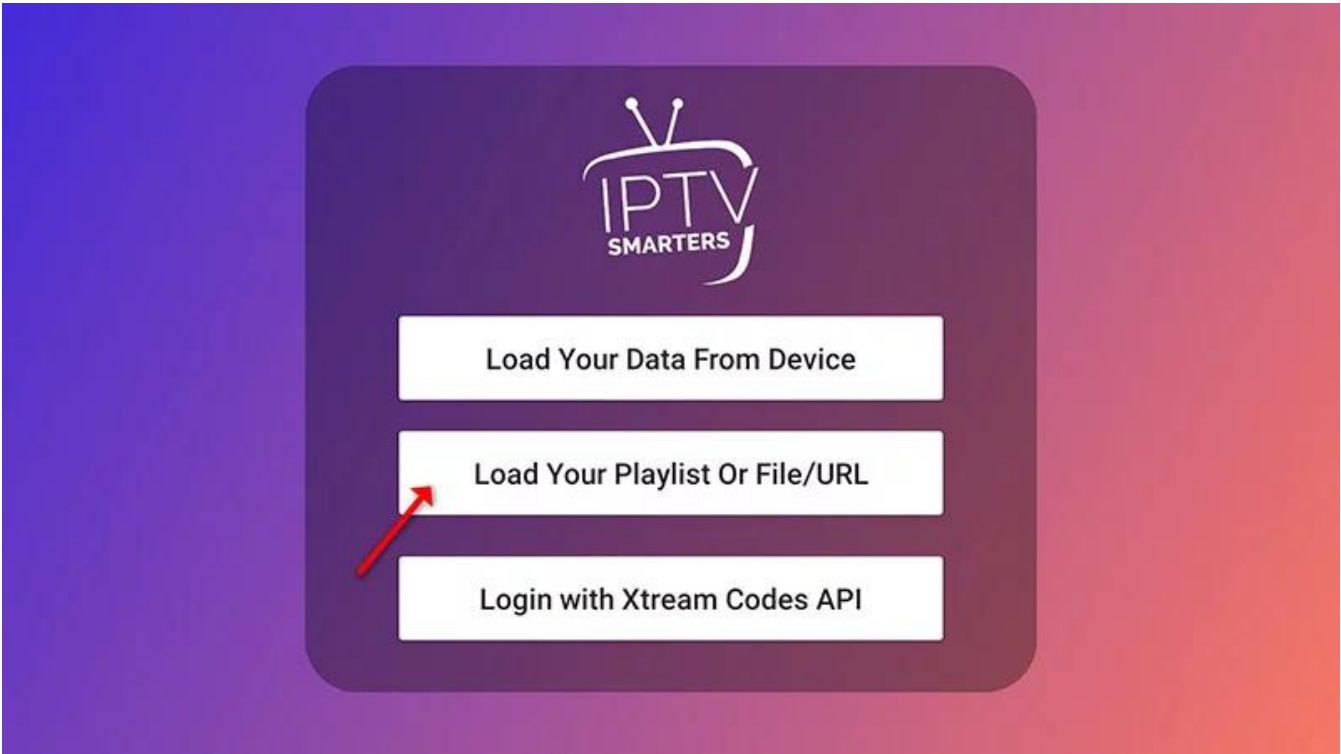 IPTV
SMARTERS
Load Your Data From Device
Load Your Playlist Or File/URL
Login with Xtream Codes API